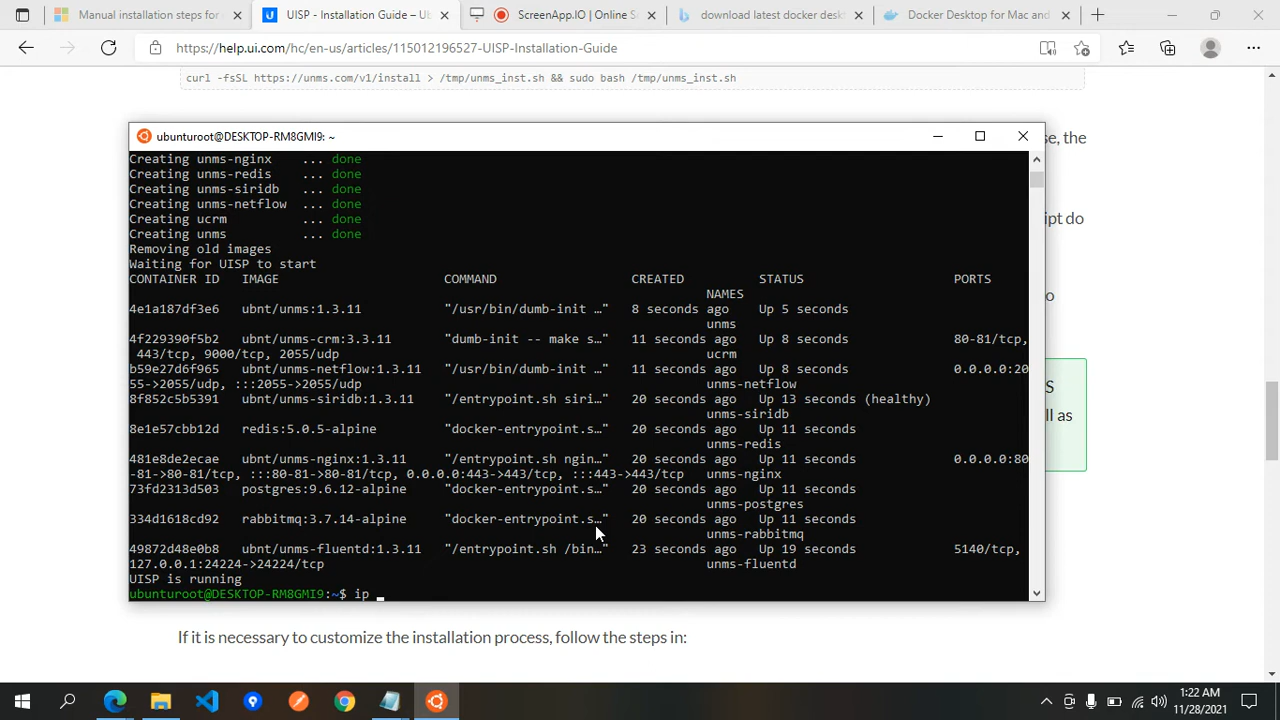 Manual installation steps for
UISP - Installation Guide – Ub
ScreenApp.IO | Online S
download latest docker desk
Docker Desktop for Mac and
https://help.ui.com/hc/en-us/articles/115012196527-UISP-Installation-Guide
curl -fsSL https://unms.com/v1/install > /tmp/unms_inst.sh && sudo bash /tmp/unms_inst.sh
se, the
ipt do
o
S
ll as
ubunturoot@DESKTOP-RM8GMI9: ~
Creating unms-nginx    ... done
Creating unms-redis    ... done
Creating unms-siridb   ... done
Creating unms-netflow  ... done
Creating ucrm          ... done
Creating unms          ... done
Removing old images
Waiting for UISP to start
CONTAINER ID   IMAGE                      COMMAND                  CREATED          STATUS                    PORTS
NAMES
4e1a187df3e6   ubnt/unms:1.3.11           "/usr/bin/dumb-init …"   8 seconds ago    Up 5 seconds
unms
4f229390f5b2   ubnt/unms-crm:3.3.11       "dumb-init -- make s…"   11 seconds ago   Up 8 seconds              80-81/tcp,
443/tcp, 9000/tcp, 2055/udp               ucrm
b59e27d6f965   ubnt/unms-netflow:1.3.11   "/usr/bin/dumb-init …"   11 seconds ago   Up 8 seconds              0.0.0.0:20
55->2055/udp, :::2055->2055/udp           unms-netflow
8f852c5b5391   ubnt/unms-siridb:1.3.11    "/entrypoint.sh siri…"   20 seconds ago   Up 13 seconds (healthy)
unms-siridb
8e1e57cbb12d   redis:5.0.5-alpine         "docker-entrypoint.s…"   20 seconds ago   Up 11 seconds
unms-redis
481e8de2ecae   ubnt/unms-nginx:1.3.11     "/entrypoint.sh ngin…"   20 seconds ago   Up 11 seconds             0.0.0.0:80
-81->80-81/tcp, :::80-81->80-81/tcp, 0.0.0.0:443->443/tcp, :::443->443/tcp   unms-nginx
73fd2313d503   postgres:9.6.12-alpine     "docker-entrypoint.s…"   20 seconds ago   Up 11 seconds
unms-postgres
334d1618cd92   rabbitmq:3.7.14-alpine     "docker-entrypoint.s…"   20 seconds ago   Up 11 seconds
unms-rabbitmq
49872d48e0b8   ubnt/unms-fluentd:1.3.11   "/entrypoint.sh /bin…"   23 seconds ago   Up 19 seconds             5140/tcp,
127.0.0.1:24224->24224/tcp                unms-fluentd
UISP is running
ubunturoot@DESKTOP-RM8GMI9:~$ ip
If it is necessary to customize the installation process, follow the steps in:
1:22 AM
11/28/2021